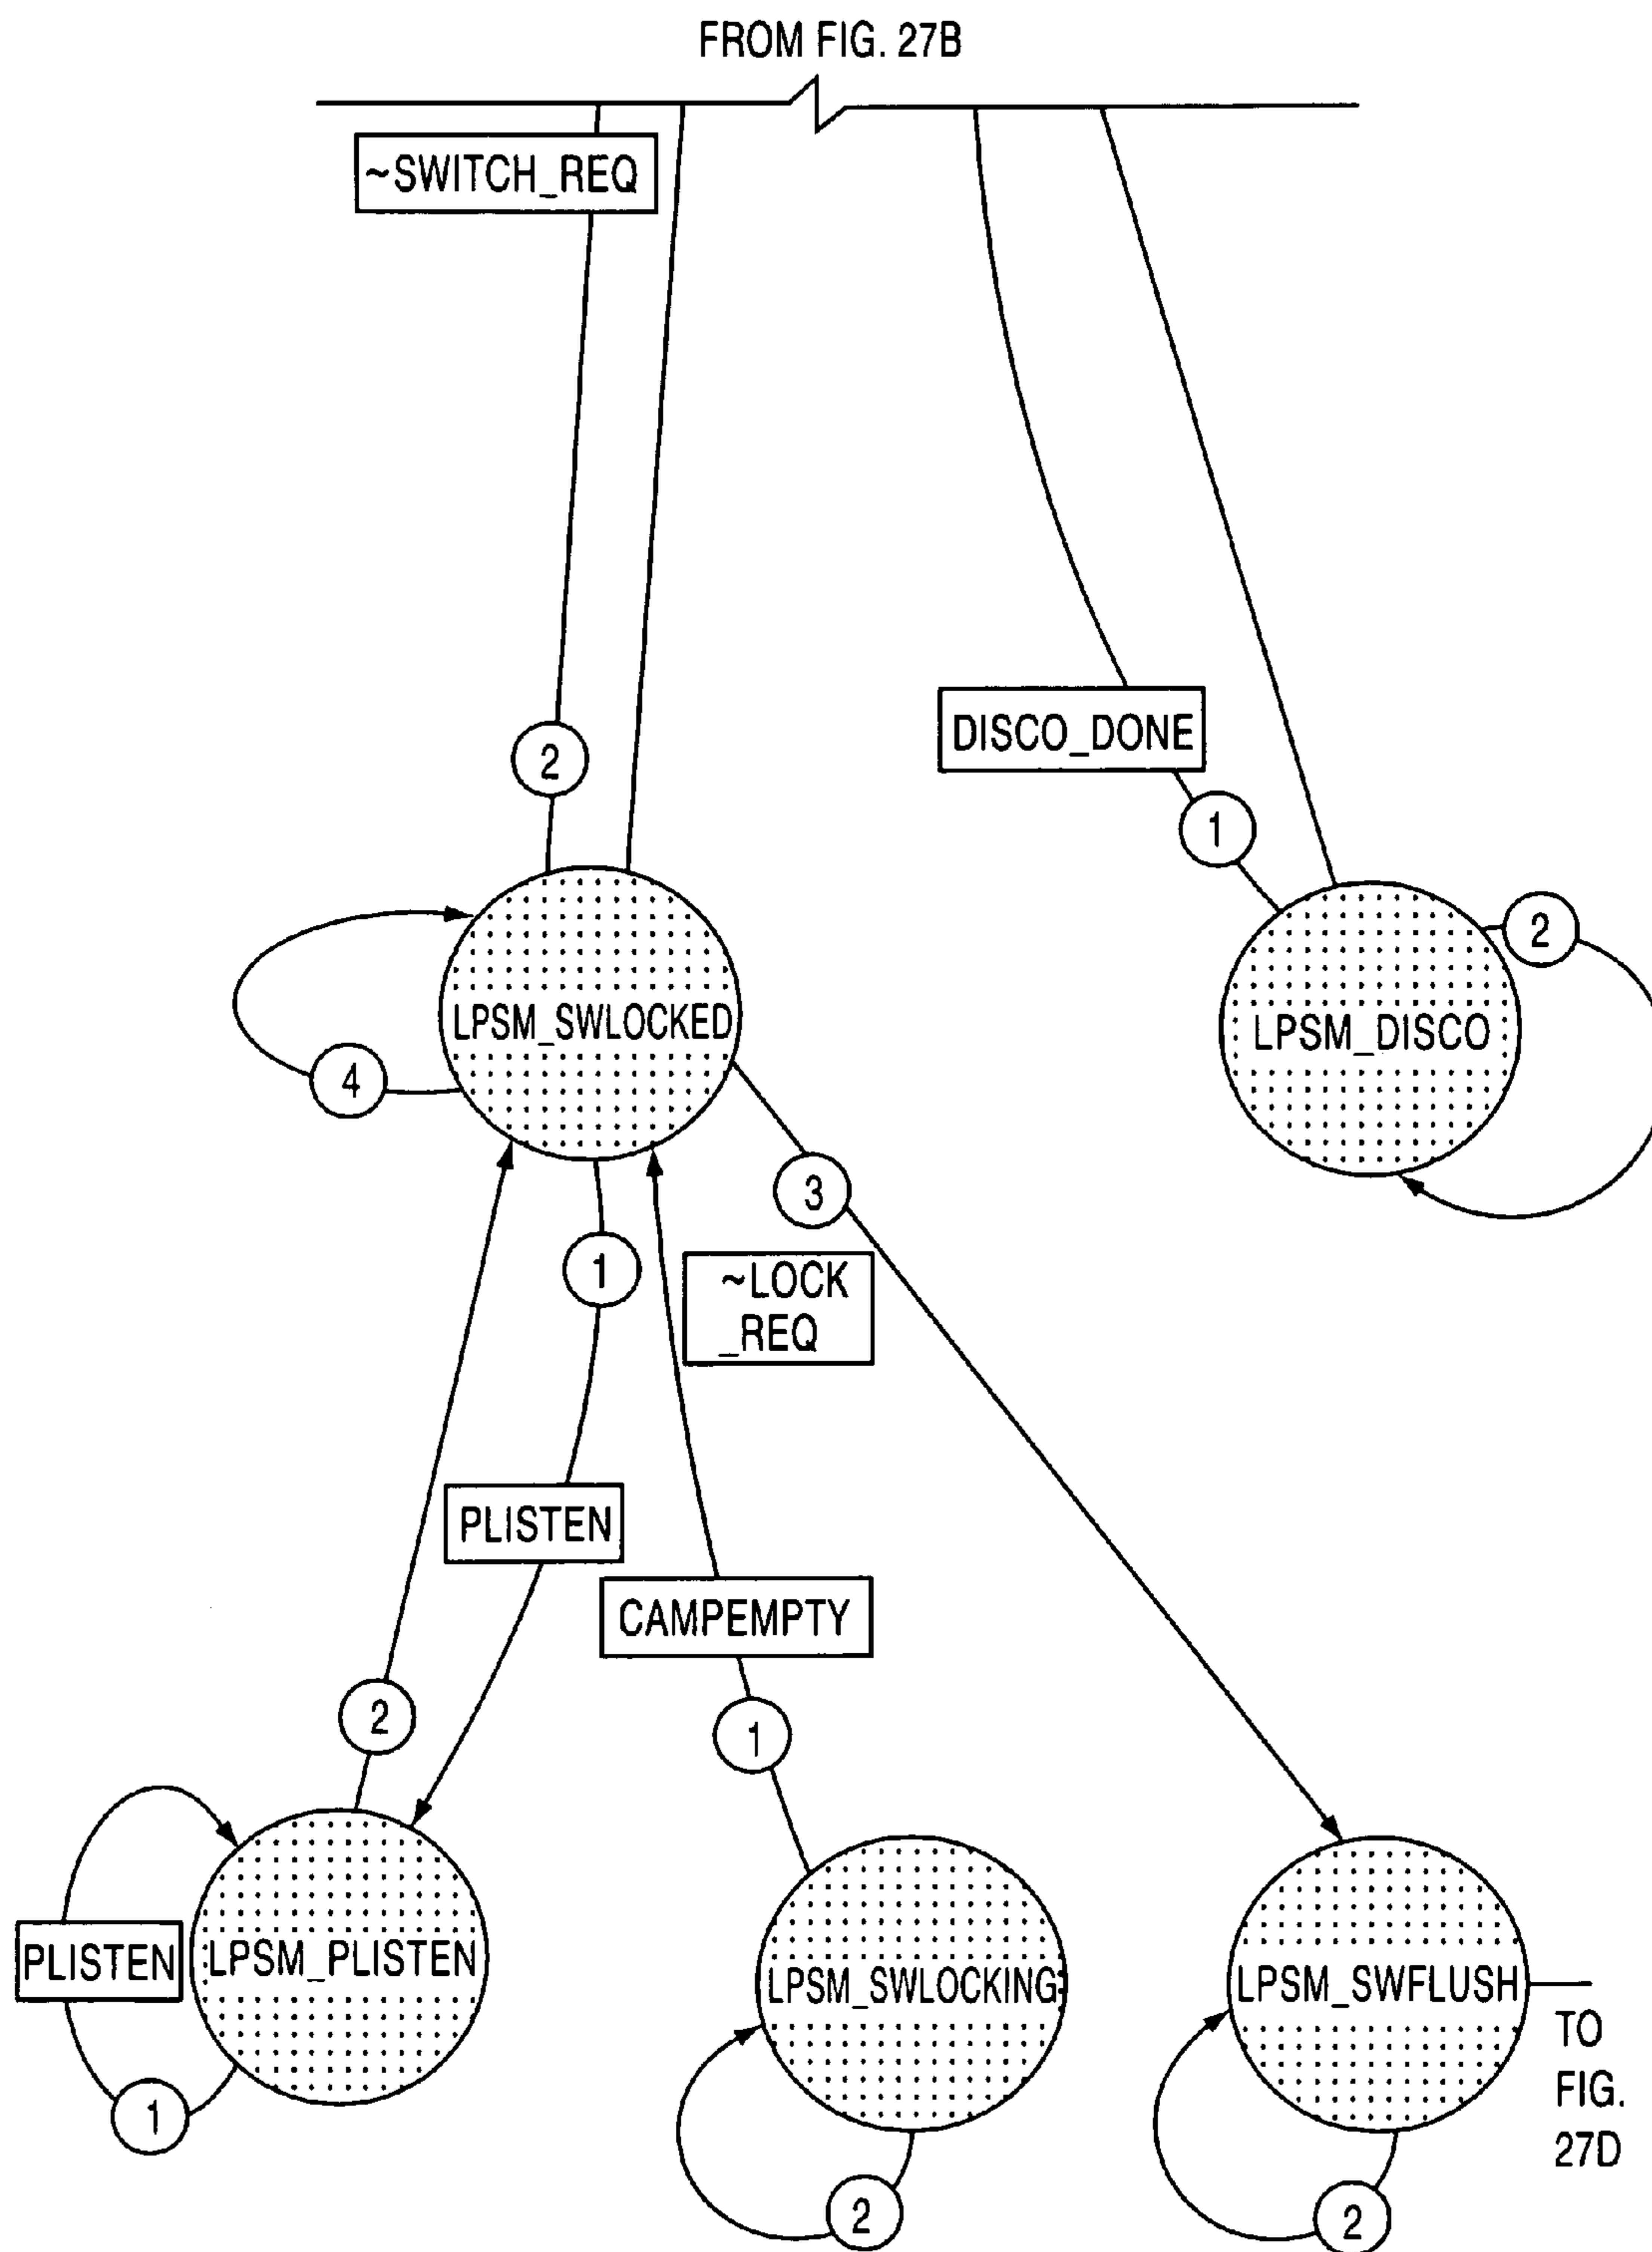 FROM FIG. 27B
~SWITCH_REQ
DISCO_DONE
2
1
2
LPSM_SWLOCKED
LPSM_DISCO
4
3
1
~LOCK
_REQ
PLISTEN
CAMPEMPTY
2
1
PLISTEN
LPSM_PLISTEN
LPSM_SWLOCKING
LPSM_SWFLUSH
TO
FIG.
27D
1
2
2